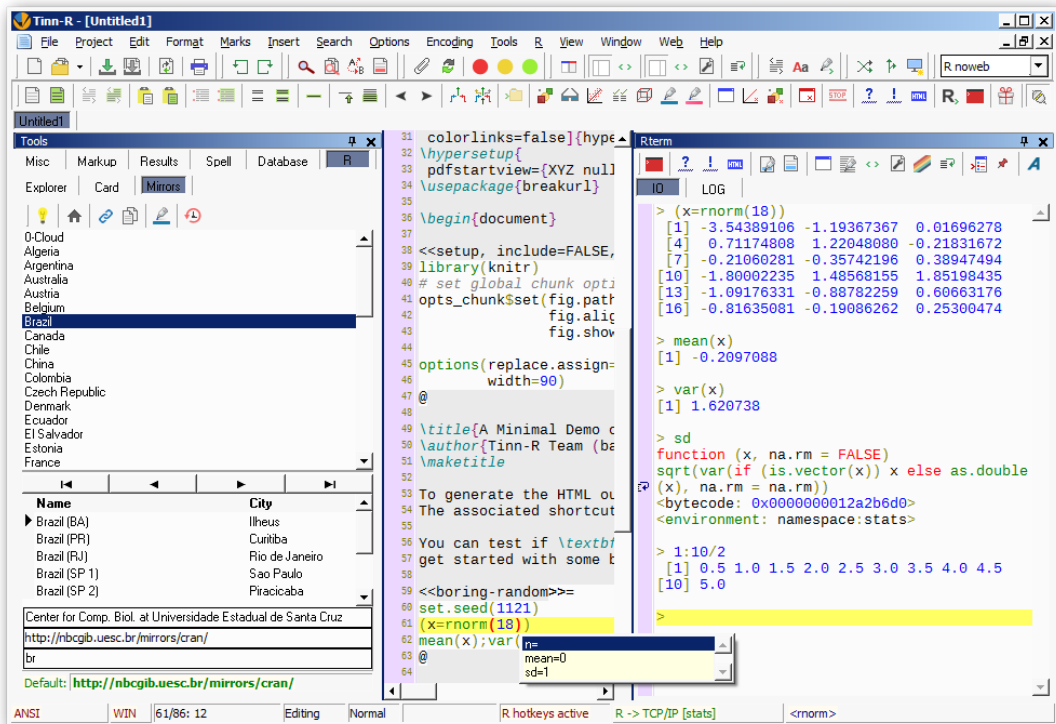 Tinn-R - [Untitled1]
File Project Edit Format Marks Insert Search Options Encoding Tools R View Window Web Help
R noweb
Untitled1
Tools
Misc Markup Results Spell Database R
Explorer Card Mirrors
0-Cloud
Algeria
Argentina
Australia
Austria
Belgium
Brazil
Canada
Chile
China
Colombia
Czech Republic
Denmark
Ecuador
El Salvador
Estonia
France
Name City
Brazil (BA) Ilheus
Brazil (PR) Curitiba
Brazil (RJ) Rio de Janeiro
Brazil (SP 1) Sao Paulo
Brazil (SP 2) Piracicaba
Center for Comp. Biol. at Universidade Estadual de Santa Cruz
http://nbcgib.uesc.br/mirrors/cran/
br
Default: http://nbcgib.uesc.br/mirrors/cran/
31 colorlinks=false]{hype
32 \hypersetup{
33 pdfstartview={XYZ null
34 \usepackage{breakurl}
35
36 \begin{document}
37
38 <<setup, include=FALSE,
39 library(knitr)
40 # set global chunk opti
41 opts_chunk$set(fig.path
42 fig.alig
43 fig.show
44
45 options(replace.assign=
46 width=90)
47 @
48
49 \title{A Minimal Demo o
50 \author{Tinn-R Team (ba
51 \maketitle
52
53 To generate the HTML ou
54 The associated shortcut
55
56 You can test if \textbf
57 get started with some b
58
59 <<boring-random>>=
60 set.seed(1121)
61 (x=rnorm(18))
62 mean(x);var(
63 @
64
n=
mean=0
sd=1
Rterm
IO LOG
> (x=rnorm(18))
[1] -3.54389106 -1.19367367 0.01696278
[4] 0.71174808 1.22048080 -0.21831672
[7] -0.21060281 -0.35742196 0.38947494
[10] -1.80002235 1.48568155 1.85198435
[13] -1.09176331 -0.88782259 0.60663176
[16] -0.81635081 -0.19086262 0.25300474
> mean(x)
[1] -0.2097088
> var(x)
[1] 1.620738
> sd
function (x, na.rm = FALSE)
sqrt(var(if (is.vector(x)) x else as.double
(x), na.rm = na.rm))
<bytecode: 0x0000000012a2b6d0>
<environment: namespace:stats>
> 1:10/2
[1] 0.5 1.0 1.5 2.0 2.5 3.0 3.5 4.0 4.5
[10] 5.0
>
ANSI WIN 61/86: 12 Editing Normal R hotkeys active R -> TCP/IP [stats] <rnorm>